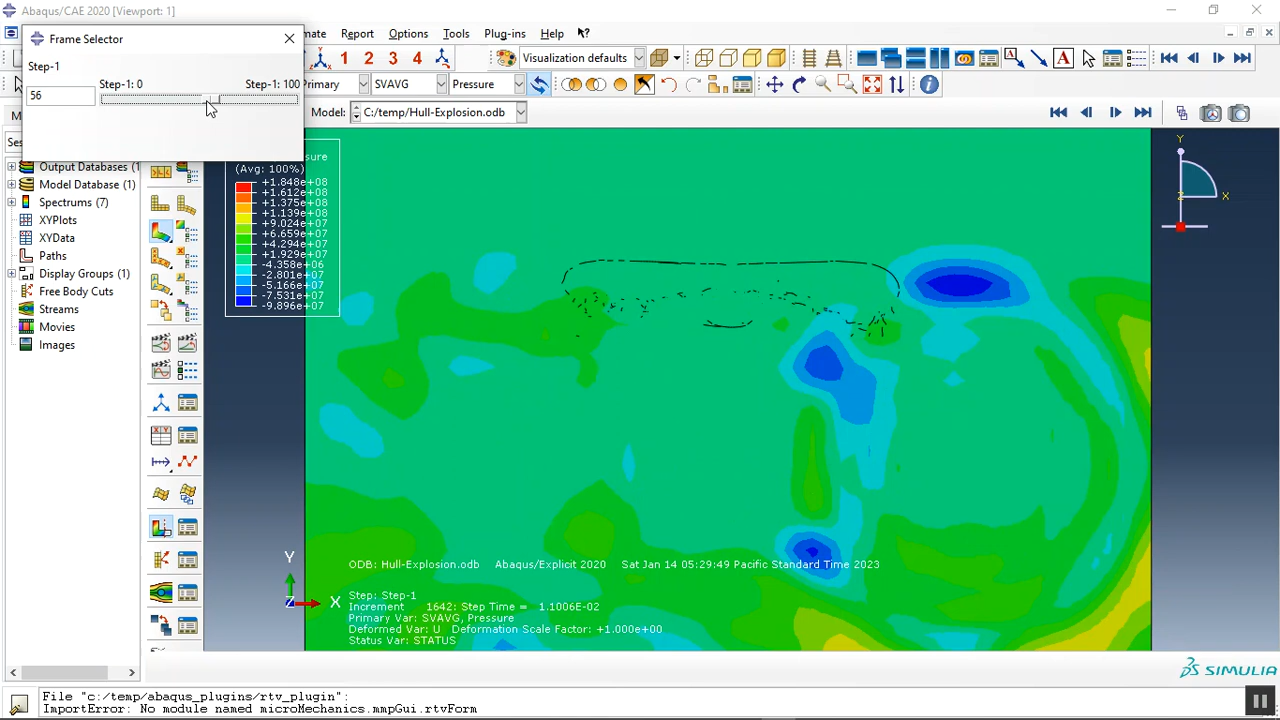 Abaqus/CAE 2020 [Viewport: 1]
Frame Selector
mate Report Options Tools Plug-ins Help
1 2 3 4 Visualization defaults
A A
Step-1
Step-1: 0 Step-1: 100
56
Primary SVAVG Pressure
Model: C:/temp/Hull-Explosion.odb
Output Databases (1
Model Database (1)
Spectrums (7)
XYPlots
XYData
Paths
Display Groups (1)
Free Body Cuts
Streams
Movies
Images
ssure
(Avg: 100%)
+1.848e+08
+1.612e+08
+1.375e+08
+1.139e+08
+9.024e+07
+6.659e+07
+4.294e+07
+1.929e+07
-4.358e+06
-2.801e+07
-5.166e+07
-7.531e+07
-9.896e+07
Y
Z X
Y
Z X
ODB: Hull-Explosion.odb Abaqus/Explicit 2020 Sat Jan 14 05:29:49 Pacific Standard Time 2023
Step: Step-1
Increment 1642: Step Time = 1.1006E-02
Primary Var: SVAVG, Pressure
Deformed Var: U Deformation Scale Factor: +1.000e+00
Status Var: STATUS
SIMULIA
File "c:/temp/abaqus_plugins/rtv_plugin":
ImportError: No module named microMechanics.mmpGui.rtvForm